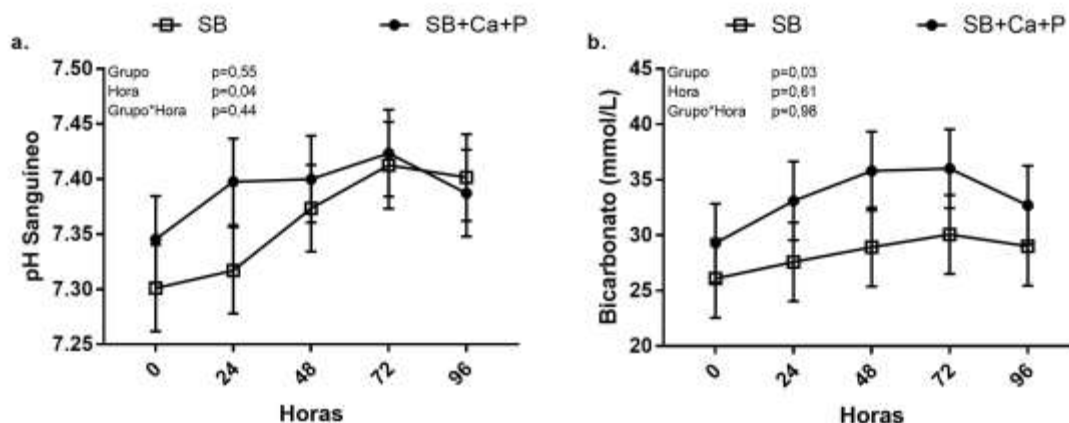 a.
SB
SB+Ca+P
Grupo p=0,55
Hora p=0,04
Grupo*Hora p=0,44
pH Sanguíneo
7.50
7.45
7.40
7.35
7.30
7.25
0 24 48 72 96
Horas
b.
SB
SB+Ca+P
Grupo p=0,03
Hora p=0,61
Grupo*Hora p=0,98
Bicarbonato (mmol/L)
45
40
35
30
25
20
0 24 48 72 96
Horas